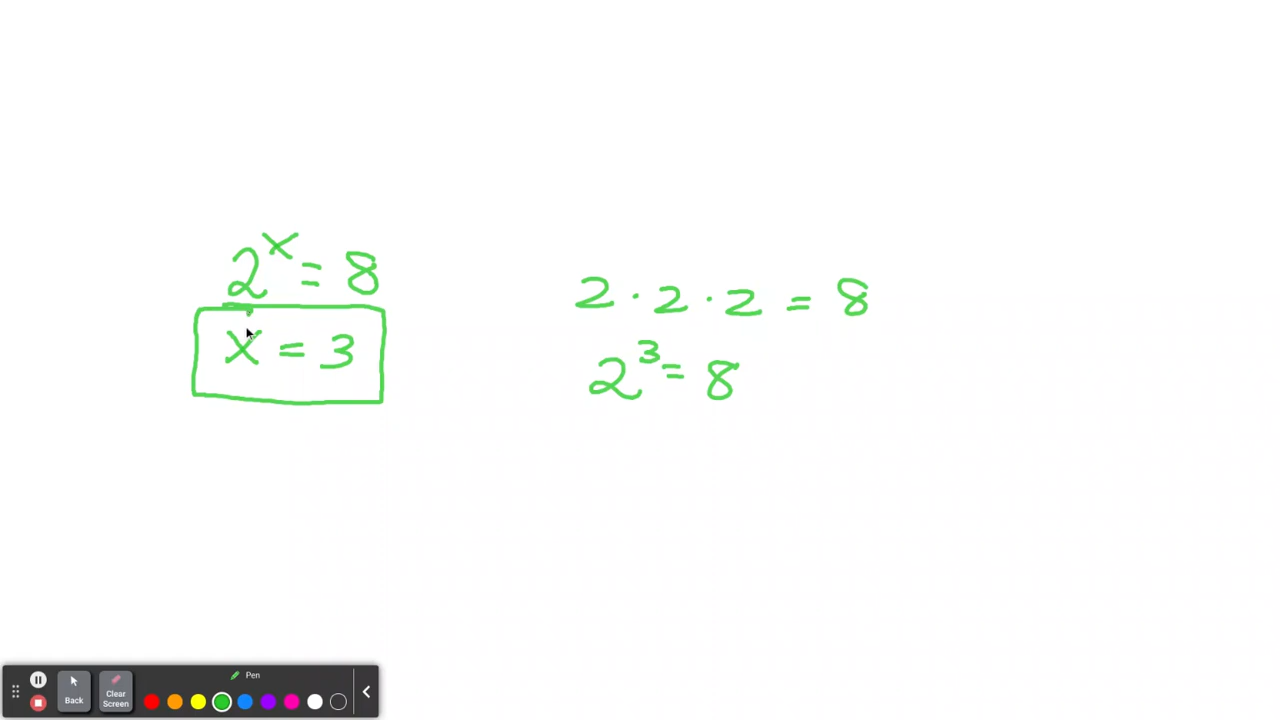 2^x = 8
x = 3
2 · 2 · 2 = 8
2^3 = 8
Pen
Back
Clear
Screen